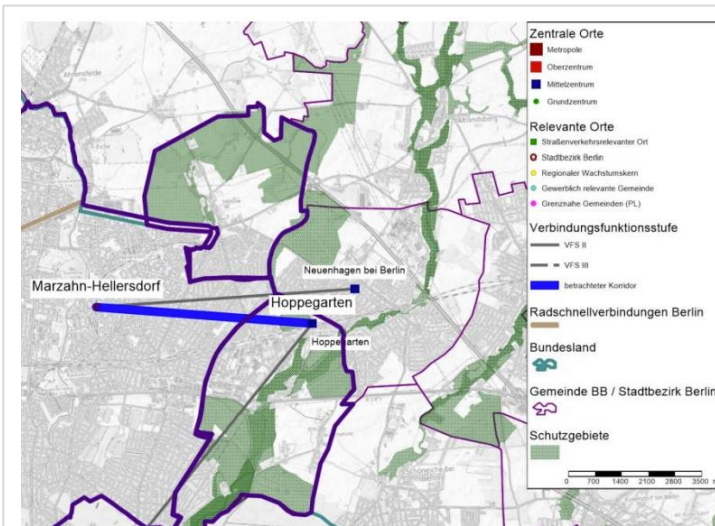 Zentrale Orte
Metropole
Oberzentrum
Mittelzentrum
Grundzentrum
Relevante Orte
Straßenverkehrsrelevanter Ort
Stadtbezirk Berlin
Regionaler Wachstumskern
Gewerblich relevante Gemeinde
Grenznahe Gemeinden (PL)
Verbindungsfunktionsstufe
VFS II
VFS III
betrachteter Korridor
Radschnellverbindungen Berlin
Bundesland
Gemeinde BB / Stadtbezirk Berlin
Schutzgebiete
0 700 1400 2100 2800 3500
Neuenhagen bei Berlin
Marzahn-Hellersdorf
Hoppegarten
Hoppegarten